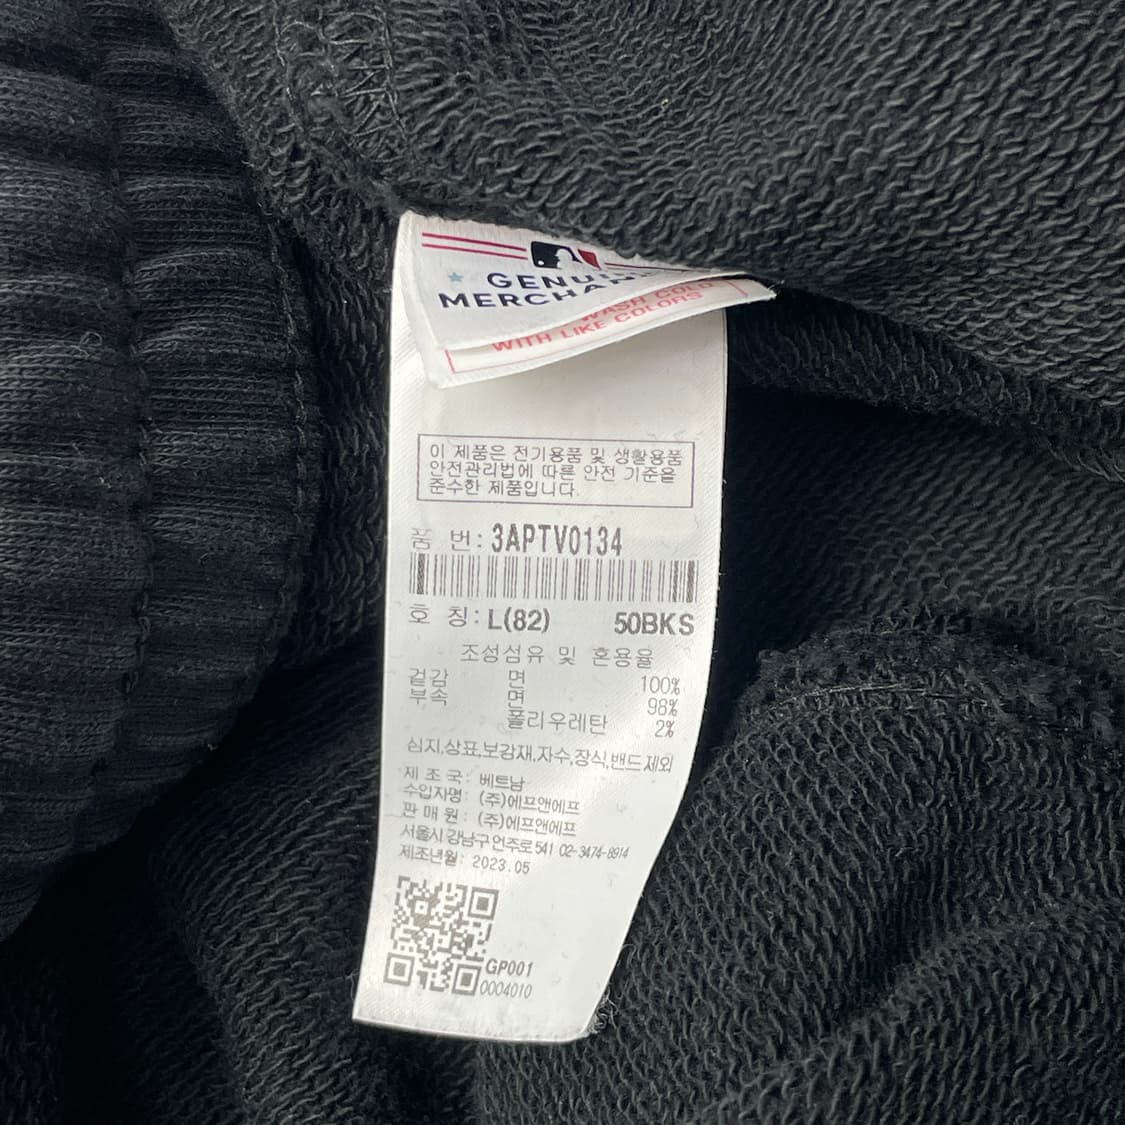 GENU
MERCHA
WASH COLD
WITH LIKE COLORS
이 제품은 전기용품 및 생활용품
안전관리법에 따른 안전 기준을
준수한 제품입니다.
품 번: 3APTV0134
호 칭: L(82) 50BKS
조성섬유 및 혼용율
겉감 면 100%
부속 면 98%
폴리우레탄 2%
심지,상표,보강재,자수,장식,밴드제외
제 조 국: 베트남
수입자명: (주)에프앤에프
판 매 원: (주)에프앤에프
서울시 강남구 언주로 541 02-3474-8914
제조년월: 2023.05
GP001
0004010